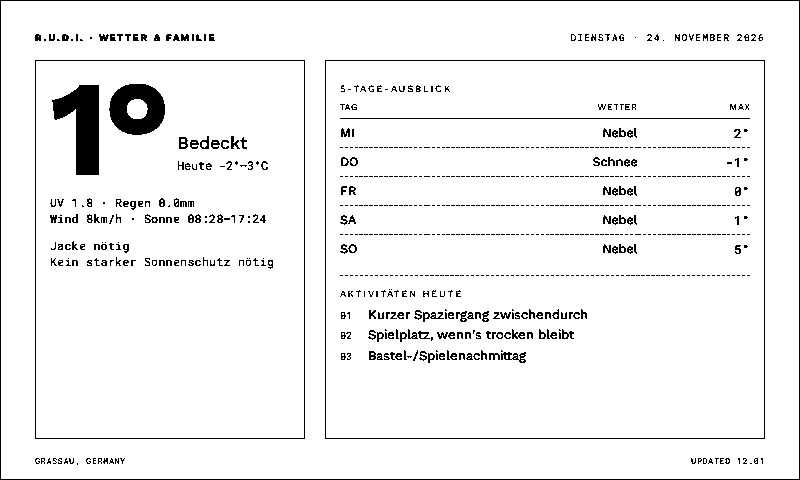 R.U.D.I. · WETTER & FAMILIE
DIENSTAG · 24. NOVEMBER 2026
1°
Bedeckt
Heute -2°–3°C
UV 1.8 · Regen 0.0mm
Wind 8km/h · Sonne 08:28–17:24
Jacke nötig
Kein starker Sonnenschutz nötig
5-TAGE-AUSBLICK
TAG WETTER MAX
MI Nebel 2°
DO Schnee -1°
FR Nebel 0°
SA Nebel 1°
SO Nebel 5°
AKTIVITÄTEN HEUTE
01 Kurzer Spaziergang zwischendurch
02 Spielplatz, wenn's trocken bleibt
03 Bastel-/Spielenachmittag
GRASSAU, GERMANY
UPDATED 12.01